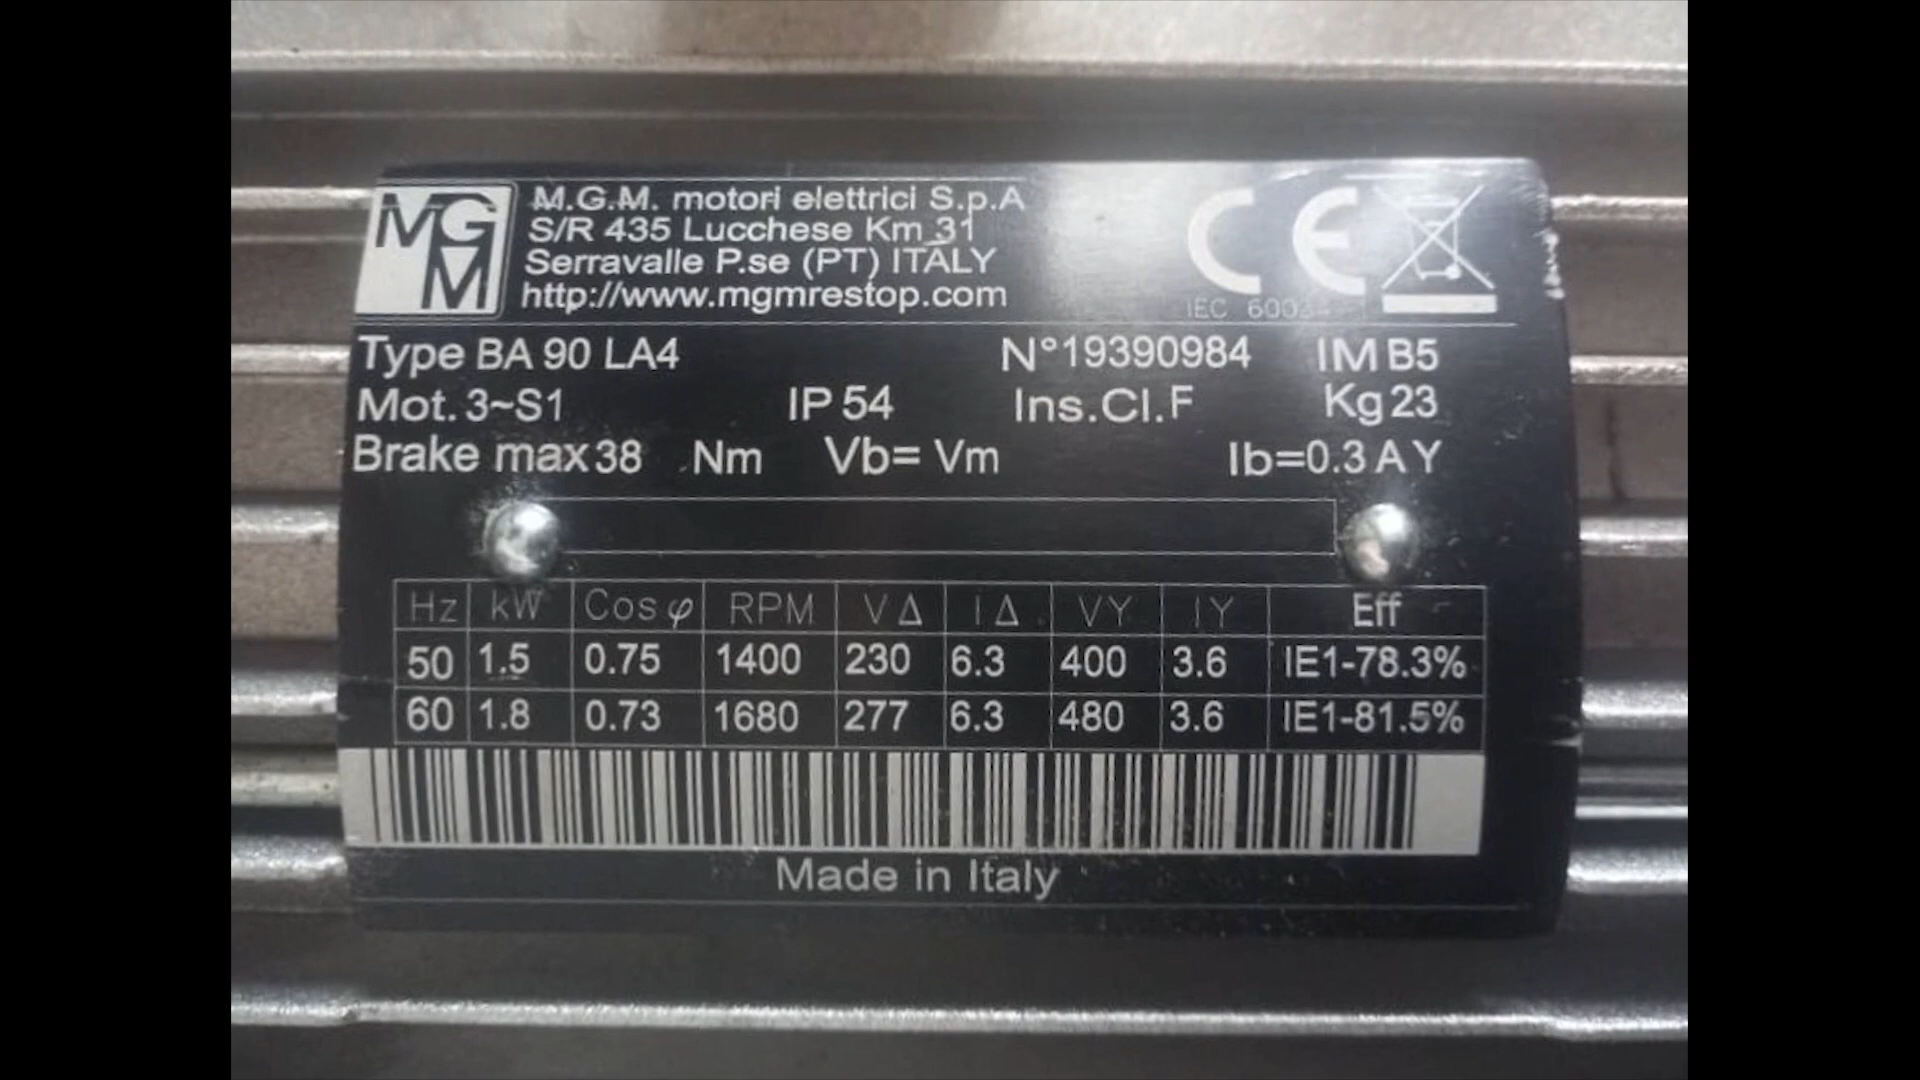 MGM
M.G.M. motori elettrici S.p.A
S/R 435 Lucchese Km 31
Serravalle P.se (PT) ITALY
http://www.mgmrestop.com
CE
IEC 60034-1
Type BA 90 LA4 N°19390984 IM B5
Mot. 3~S1 IP 54 Ins.Cl.F Kg 23
Brake max 38 Nm Vb= Vm Ib=0.3 A Y
Hz kW Cos φ RPM V Δ I Δ VY IY Eff
50 1.5 0.75 1400 230 6.3 400 3.6 IE1-78.3%
60 1.8 0.73 1680 277 6.3 480 3.6 IE1-81.5%
Made in Italy